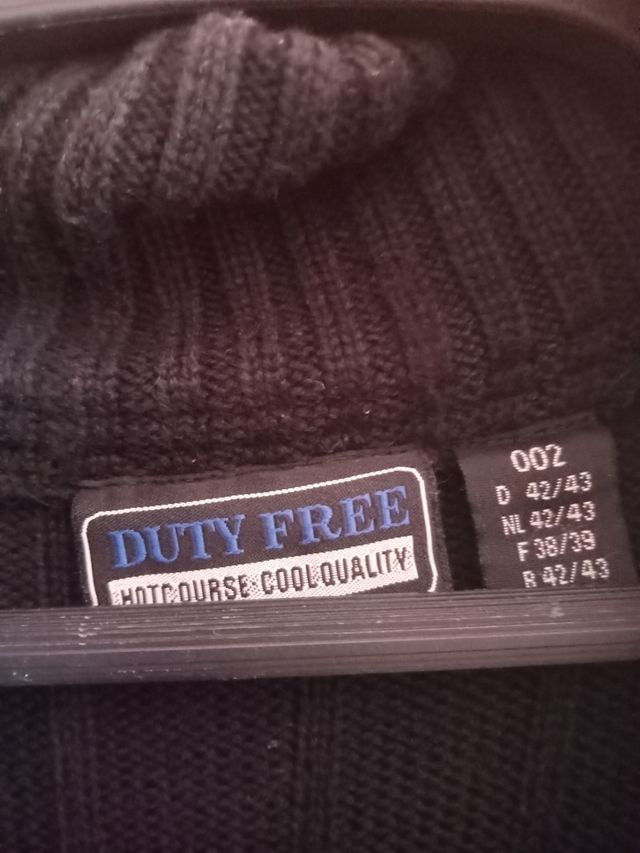 DUTY FREE
HOTCOURSE·COOLQUALITY
002
D 42/43
NL 42/43
F 38/39
R 42/43